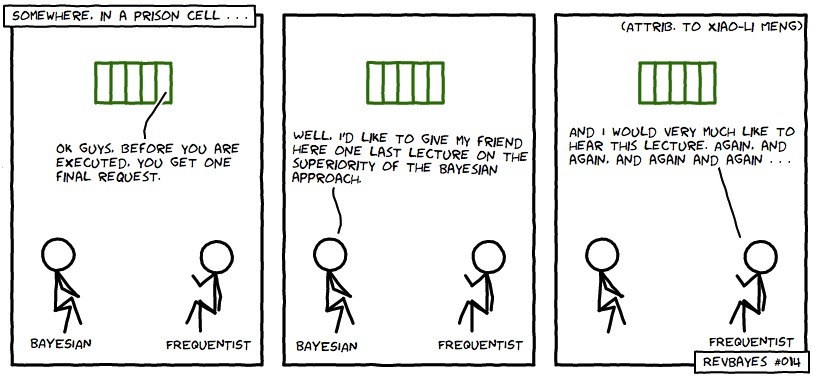 SOMEWHERE, IN A PRISON CELL . . .
OK GUYS, BEFORE YOU ARE
EXECUTED, YOU GET ONE
FINAL REQUEST.
BAYESIAN
FREQUENTIST
WELL, I'D LIKE TO GIVE MY FRIEND
HERE ONE LAST LECTURE ON THE
SUPERIORITY OF THE BAYESIAN
APPROACH.
BAYESIAN
FREQUENTIST
(ATTRIB. TO XIAO-LI MENG)
AND I WOULD VERY MUCH LIKE TO
HEAR THIS LECTURE. AGAIN, AND
AGAIN, AND AGAIN AND AGAIN . . .
FREQUENTIST
REVBAYES #014